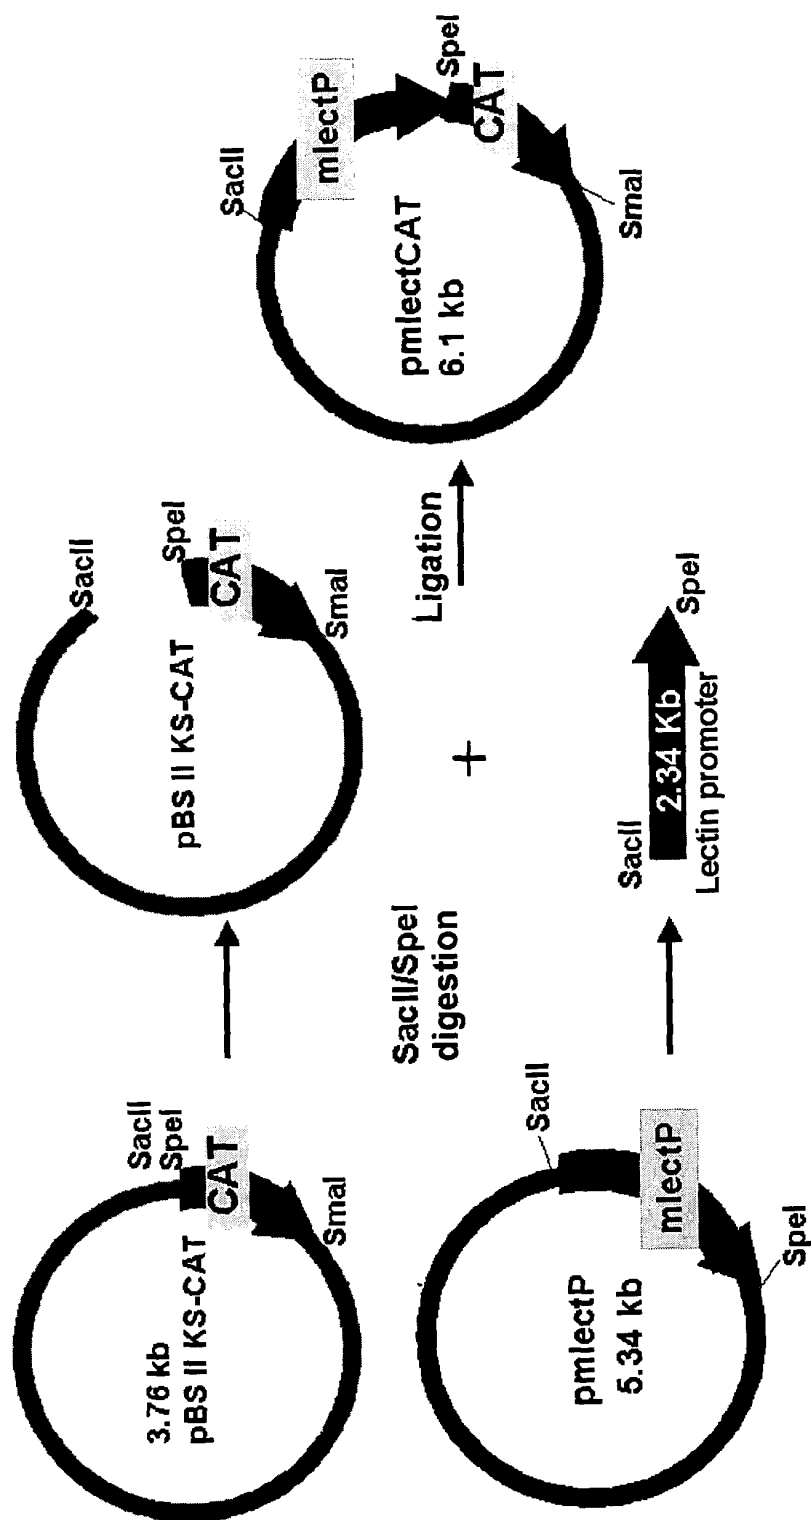 3.76 kb
pBS II KS-CAT
SacII
SpeI
CAT
SmaI
pBS II KS-CAT
SacII
SpeI
CAT
SmaI
SacII/SpeI
digestion
pmlectP
5.34 kb
SacII
mlectP
SpeI
SacII
2.34 Kb
SpeI
Lectin promoter
+
Ligation
pmlectCAT
6.1 kb
SacII
mlectP
SpeI
CAT
SmaI